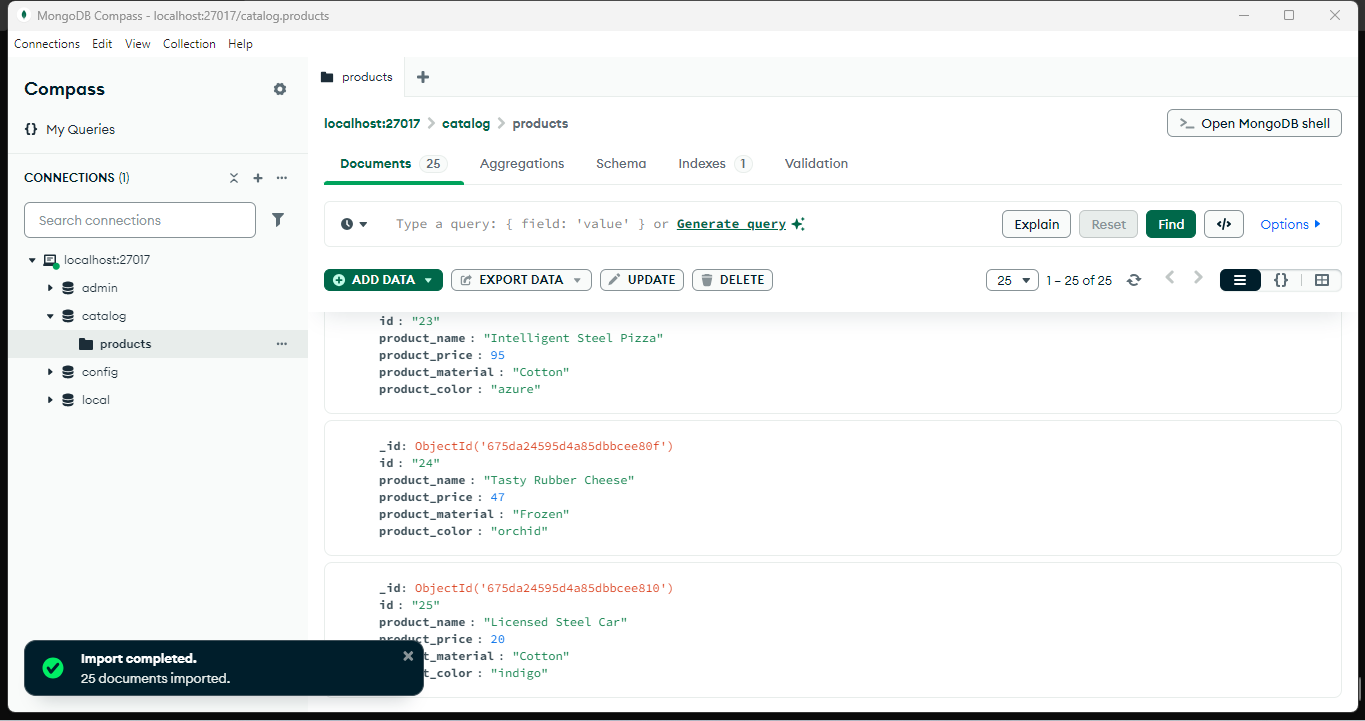 MongoDB Compass - localhost:27017/catalog.products
Connections Edit View Collection Help
Compass
My Queries
CONNECTIONS (1)
Search connections
localhost:27017
admin
catalog
products
config
local
products
localhost:27017 > catalog > products
>_ Open MongoDB shell
Documents 25 Aggregations Schema Indexes 1 Validation
Type a query: { field: 'value' } or Generate query
Explain Reset Find </> Options
ADD DATA EXPORT DATA UPDATE DELETE
25 1 – 25 of 25 {}
id : "23"
product_name : "Intelligent Steel Pizza"
product_price : 95
product_material : "Cotton"
product_color : "azure"
_id: ObjectId('675da24595d4a85dbbcee80f')
id : "24"
product_name : "Tasty Rubber Cheese"
product_price : 47
product_material : "Frozen"
product_color : "orchid"
_id: ObjectId('675da24595d4a85dbbcee810')
id : "25"
product_name : "Licensed Steel Car"
product_price : 20
t_material : "Cotton"
t_color : "indigo"
Import completed.
25 documents imported.